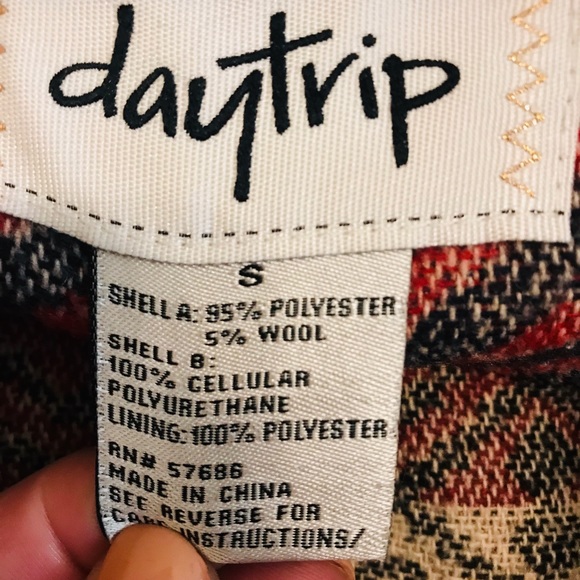 daytrip
S
SHELL A: 95% POLYESTER
5% WOOL
SHELL B:
100% CELLULAR
POLYURETHANE
LINING: 100% POLYESTER
RN# 57686
MADE IN CHINA
SEE REVERSE FOR
CARE INSTRUCTIONS/